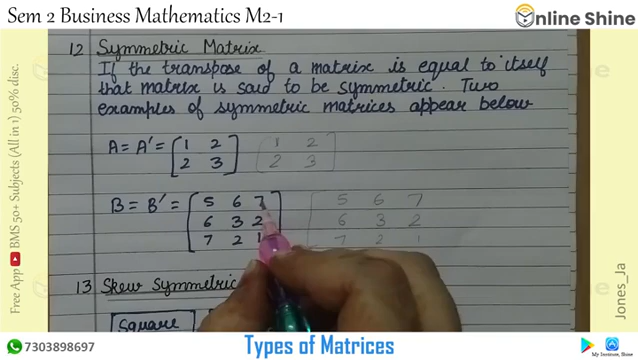 Sem 2 Business Mathematics M2-1
Online Shine
12 Symmetric Matrix
If the transpose of a matrix is equal to itself
that matrix is said to be symmetric. Two
examples of symmetric matrices appear below
A = A' = [1 2
2 3]
[1 2
2 3]
B = B' = [5 6 7
6 3 2
7 2 1]
[5 6 7
6 3 2
7 2 1]
13 Skew Symmetric
Square
Free App BMS 50+ Subjects (All in 1) 50% disc.
Jones_Ja
7303898697
Types of Matrices
My Institute, Shine